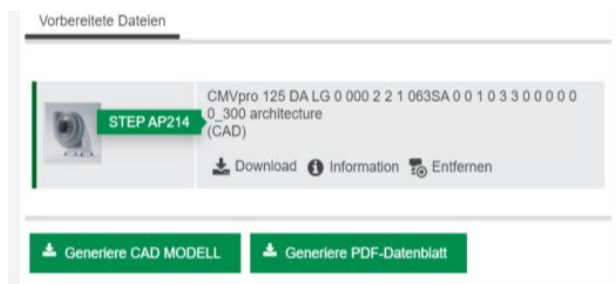 Vorbereitete Dateien
STEP AP214
CMVpro 125 DA LG 0 000 2 2 1 063SA 0 0 1 0 3 3 0 0 0 0 0
0_300 architecture
(CAD)
Download Information Entfernen
Generiere CAD MODELL Generiere PDF-Datenblatt